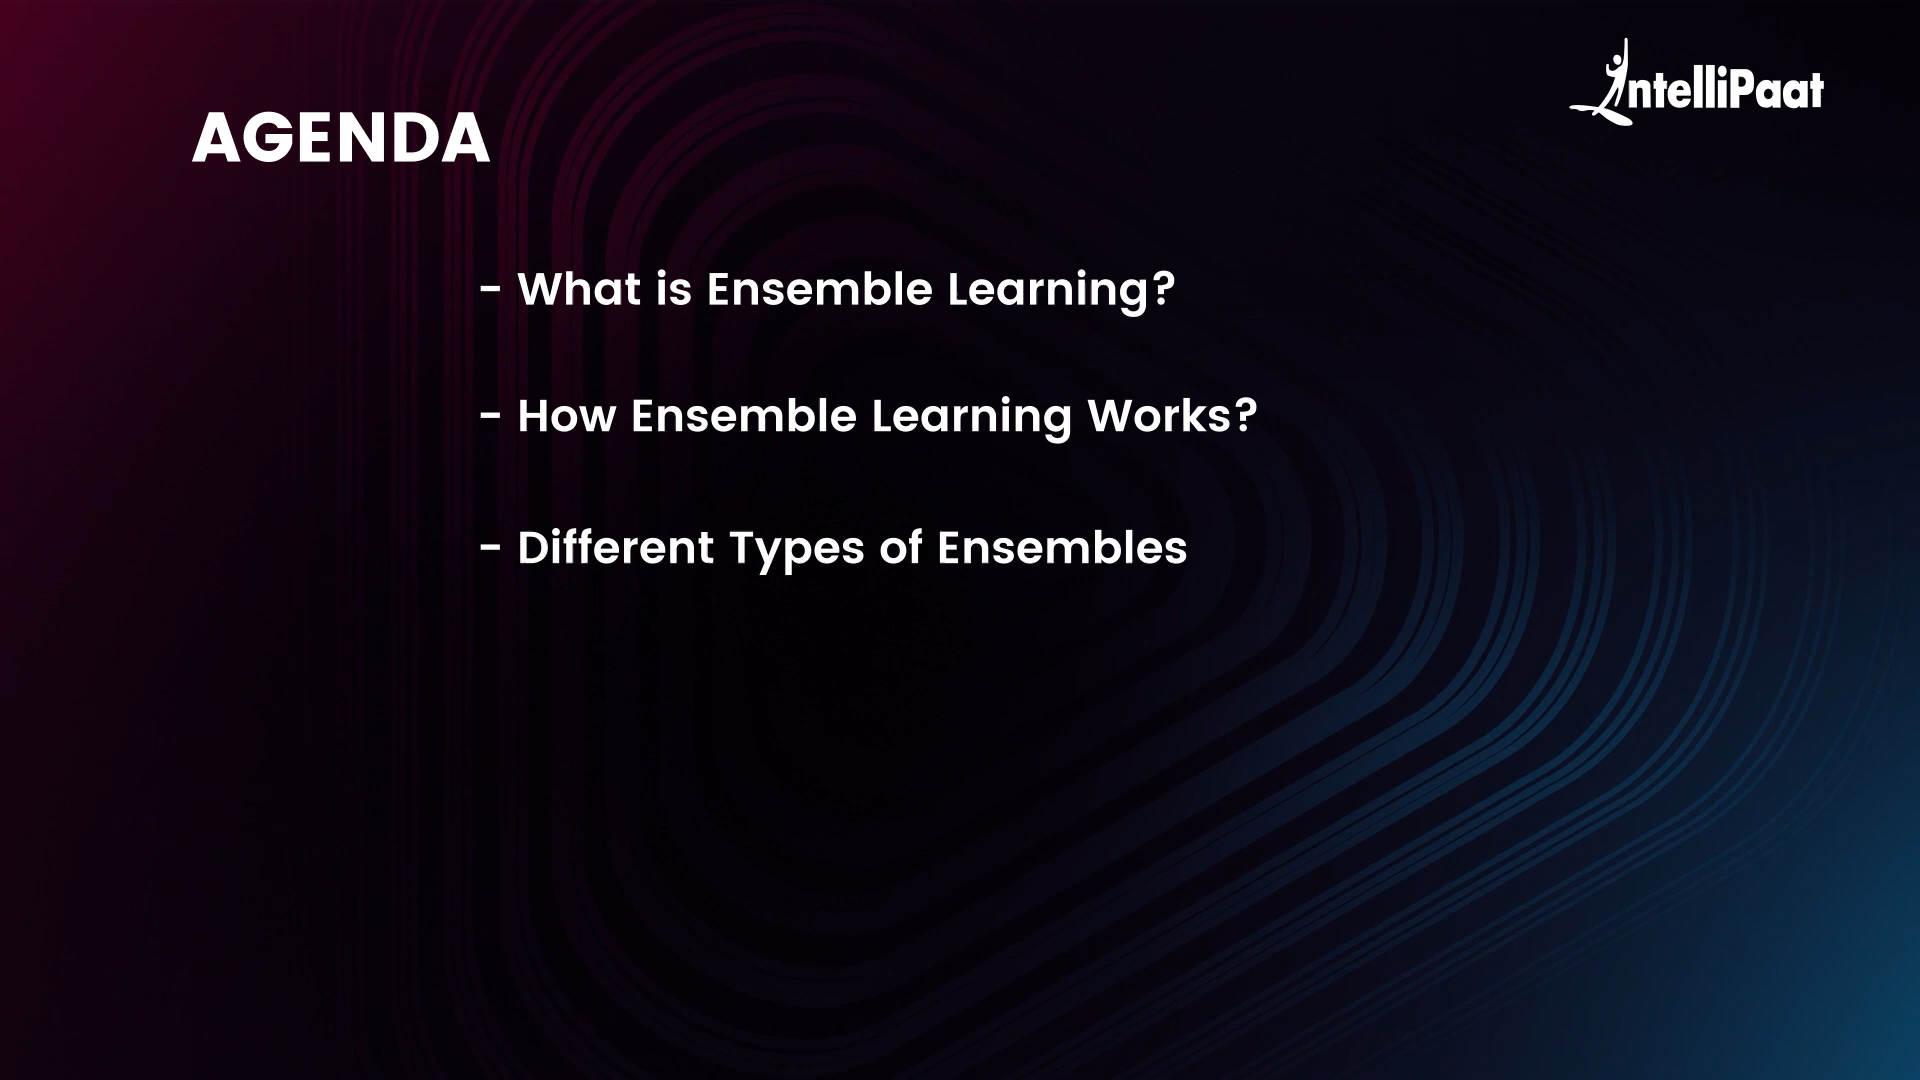 IntelliPaat
AGENDA
- What is Ensemble Learning?
- How Ensemble Learning Works?
- Different Types of Ensembles